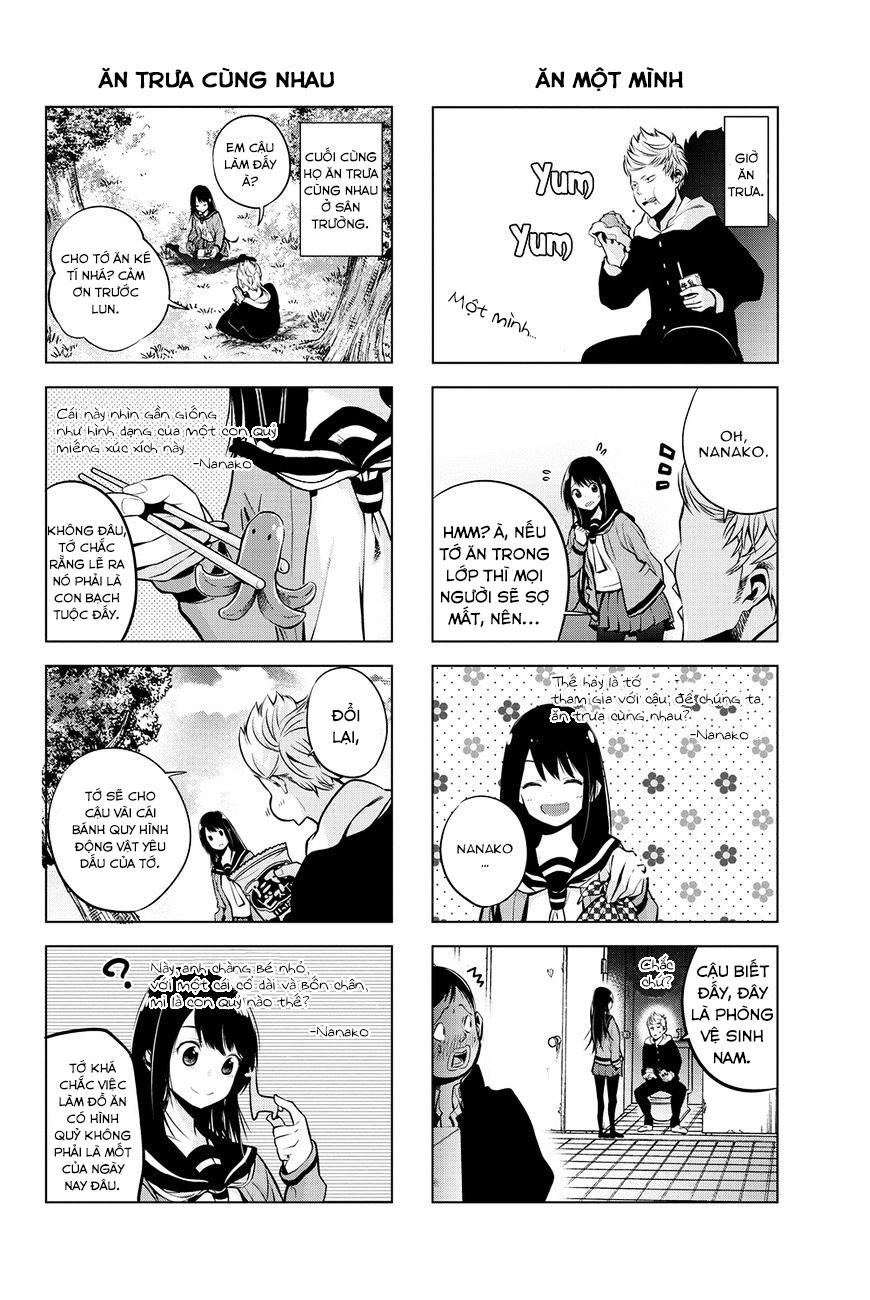 ĂN MỘT MÌNH
GIỜ
ĂN
TRƯA.
Yum
Yum
Một mình...
OH,
NANAKO.
HMM? À, NẾU
TỚ ĂN TRONG
LỚP THÌ MỌI
NGƯỜI SẼ SỢ
MẤT, NÊN...
Thế hãy là tớ
tham gia với cậu, để chúng ta
ăn trưa cùng nhau?
-Nanako
NANAKO
...
CẬU BIẾT
ĐẤY, ĐÂY
LÀ PHÒNG
VỆ SINH
NAM.
Chắc
chứ?
ĂN TRƯA CÙNG NHAU
CUỐI CÙNG
HỌ ĂN TRƯA
CÙNG NHAU
Ở SÂN
TRƯỜNG.
EM CẬU
LÀM ĐẤY
À?
CHO TỚ ĂN KÉ
TÍ NHÁ? CẢM
ƠN TRƯỚC
LUN.
Cái này nhìn gần giống
như hình dạng của một con quỷ
miếng xúc xích này
-Nanako
KHÔNG ĐÂU,
TỚ CHẮC
RẰNG LẼ RA
NÓ PHẢI LÀ
CON BẠCH
TUỘC ĐẤY.
ĐỔI
LẠI,
TỚ SẼ CHO
CẬU VÀI CÁI
BÁNH QUY HÌNH
ĐỘNG VẬT YÊU
DẤU CỦA TỚ.
?
Này anh chàng bé nhỏ,
với một cái cổ dài và bốn chân,
mi là con quỷ nào thế?
-Nanako
TỚ KHÁ
CHẮC VIỆC
LÀM ĐỒ ĂN
CÓ HÌNH
QUỶ KHÔNG
PHẢI LÀ MỐT
CỦA NGÀY
NAY ĐÂU.